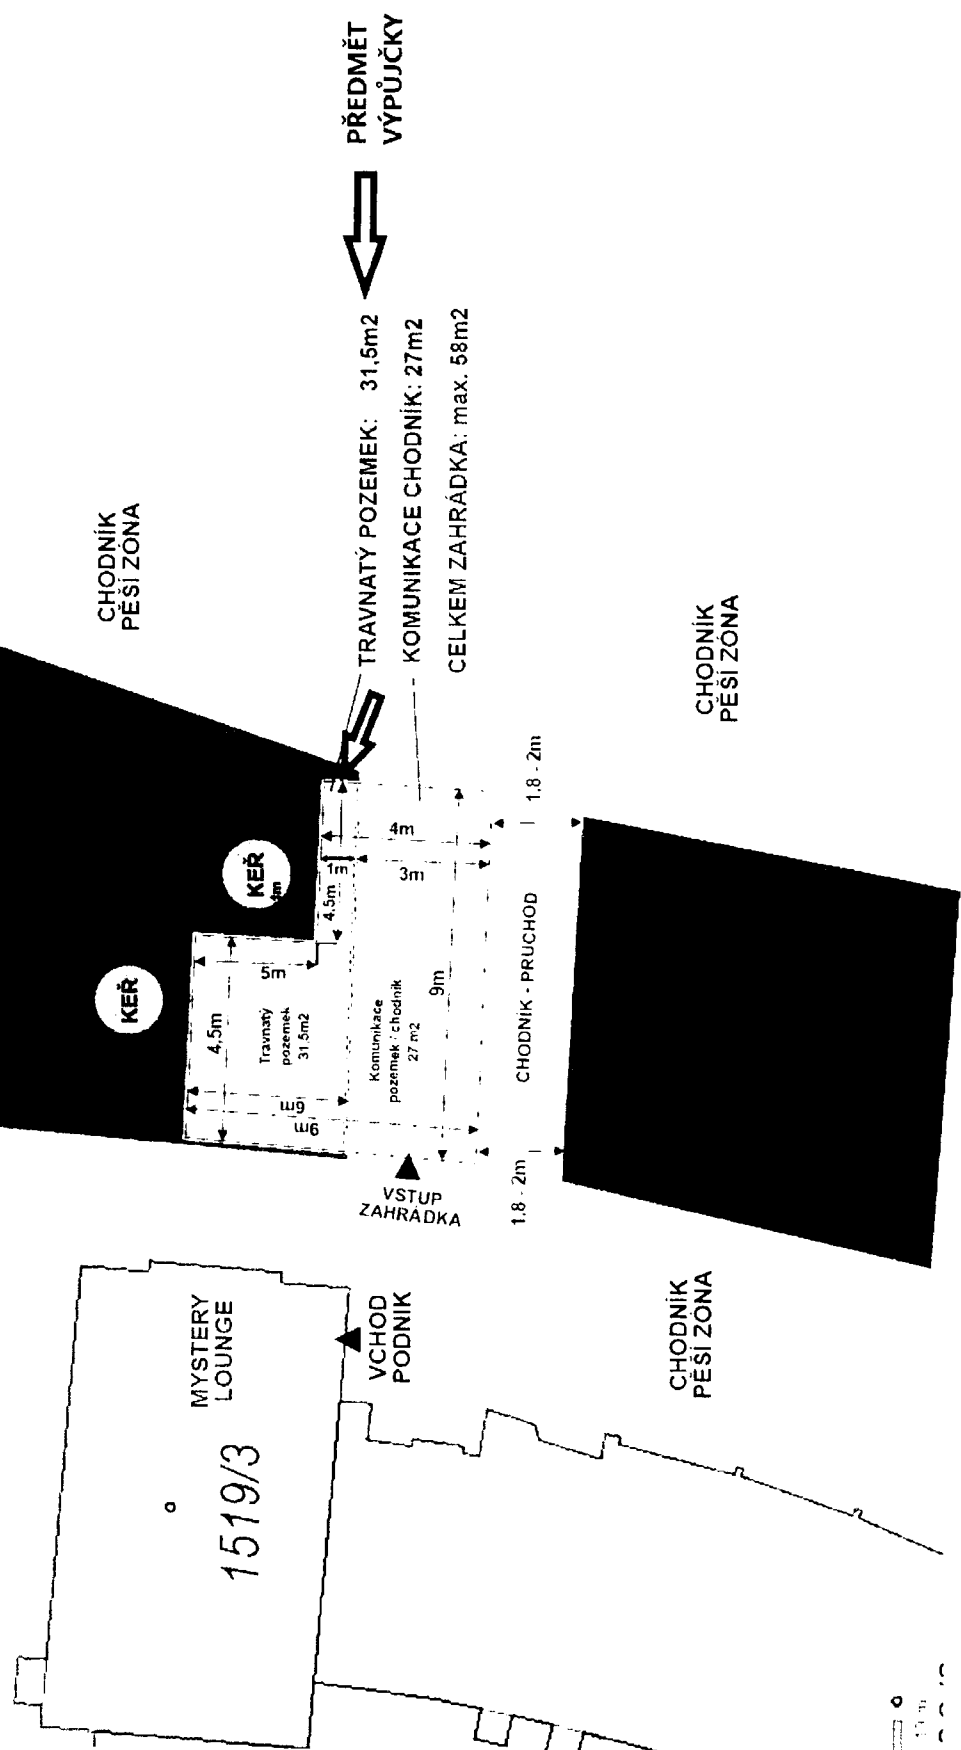 PŘEDMĚT
VÝPŮJČKY
TRAVNATÝ POZEMEK: 31,5m2
KOMUNIKACE CHODNÍK: 27m2
CELKEM ZAHRÁDKA: max. 58m2
CHODNÍK
PĚŠÍ ZÓNA
CHODNÍK
PĚŠÍ ZÓNA
KEŘ
4m
KEŘ
4m
1m
3m
4,5m
5m
4,5m
9m
6m
9m
Travnatý
pozemek
31,5m2
Komunikace
pozemek / chodník
27 m2
1.8 - 2m
CHODNÍK - PRUCHOD
1.8 - 2m
VSTUP
ZAHRÁDKA
MYSTERY
LOUNGE
VCHOD
PODNIK
1519/3
CHODNÍK
PĚŠÍ ZÓNA